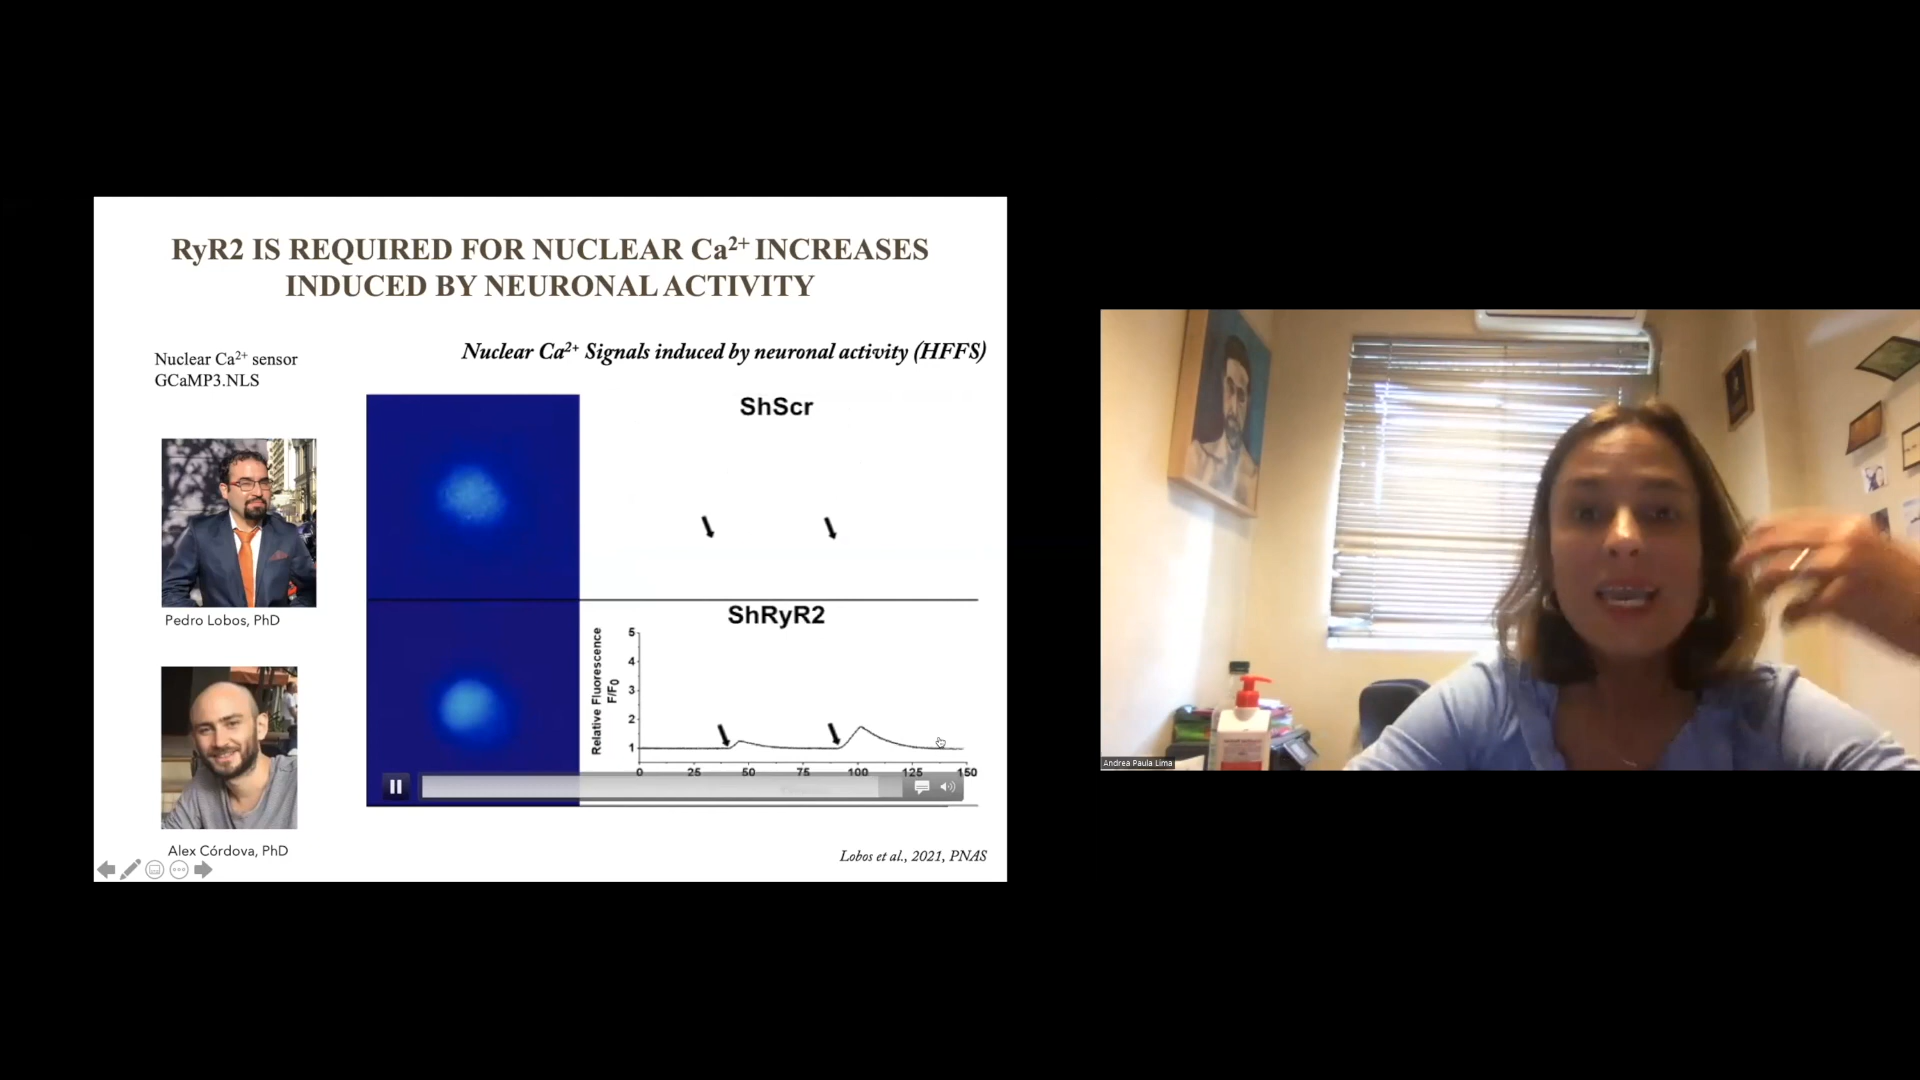 RyR2 IS REQUIRED FOR NUCLEAR Ca²⁺ INCREASES
INDUCED BY NEURONAL ACTIVITY
Nuclear Ca²⁺ sensor
GCaMP3.NLS
Nuclear Ca²⁺ Signals induced by neuronal activity (HFFS)
ShScr
Pedro Lobos, PhD
ShRyR2
Relative Fluorescence
F/F₀
5
4
3
2
1
0 25 50 75 100 125 150
Alex Córdova, PhD
Lobos et al., 2021, PNAS
Andrea Paula Lima